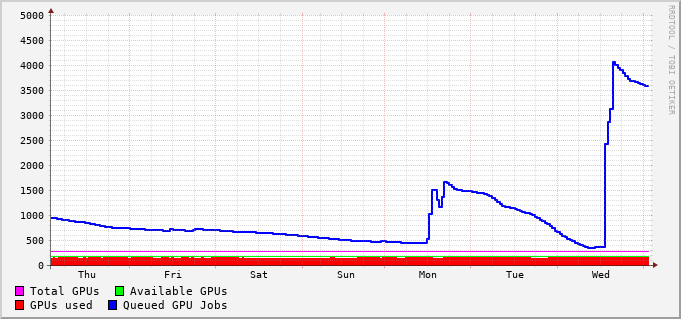 RRDTOOL / TOBI OETIKER
5000
4500
4000
3500
3000
2500
2000
1500
1000
500
0
Thu Fri Sat Sun Mon Tue Wed
Total GPUs Available GPUs
GPUs used Queued GPU Jobs